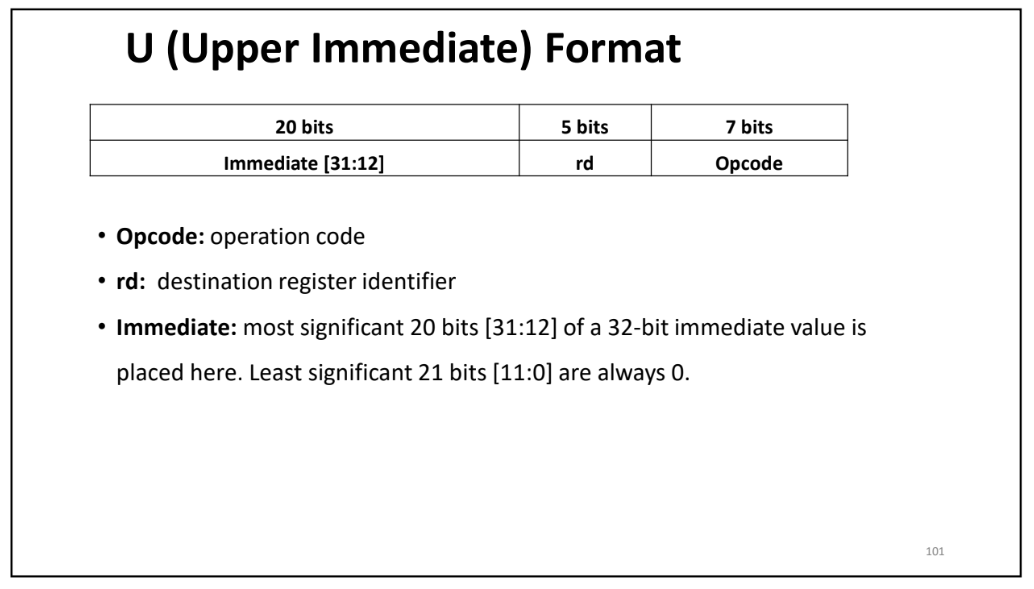 U (Upper Immediate) Format
20 bits 5 bits 7 bits
Immediate [31:12] rd Opcode
• Opcode: operation code
• rd: destination register identifier
• Immediate: most significant 20 bits [31:12] of a 32-bit immediate value is
placed here. Least significant 21 bits [11:0] are always 0.
101